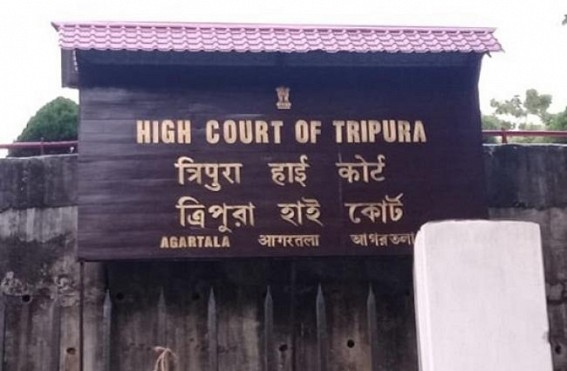 HIGH COURT OF TRIPURA
त्रिपुरा हाई कोर्ट
ত্রিপুরা হাই কোর্ট
AGARTALA आगरतला আগরতলা